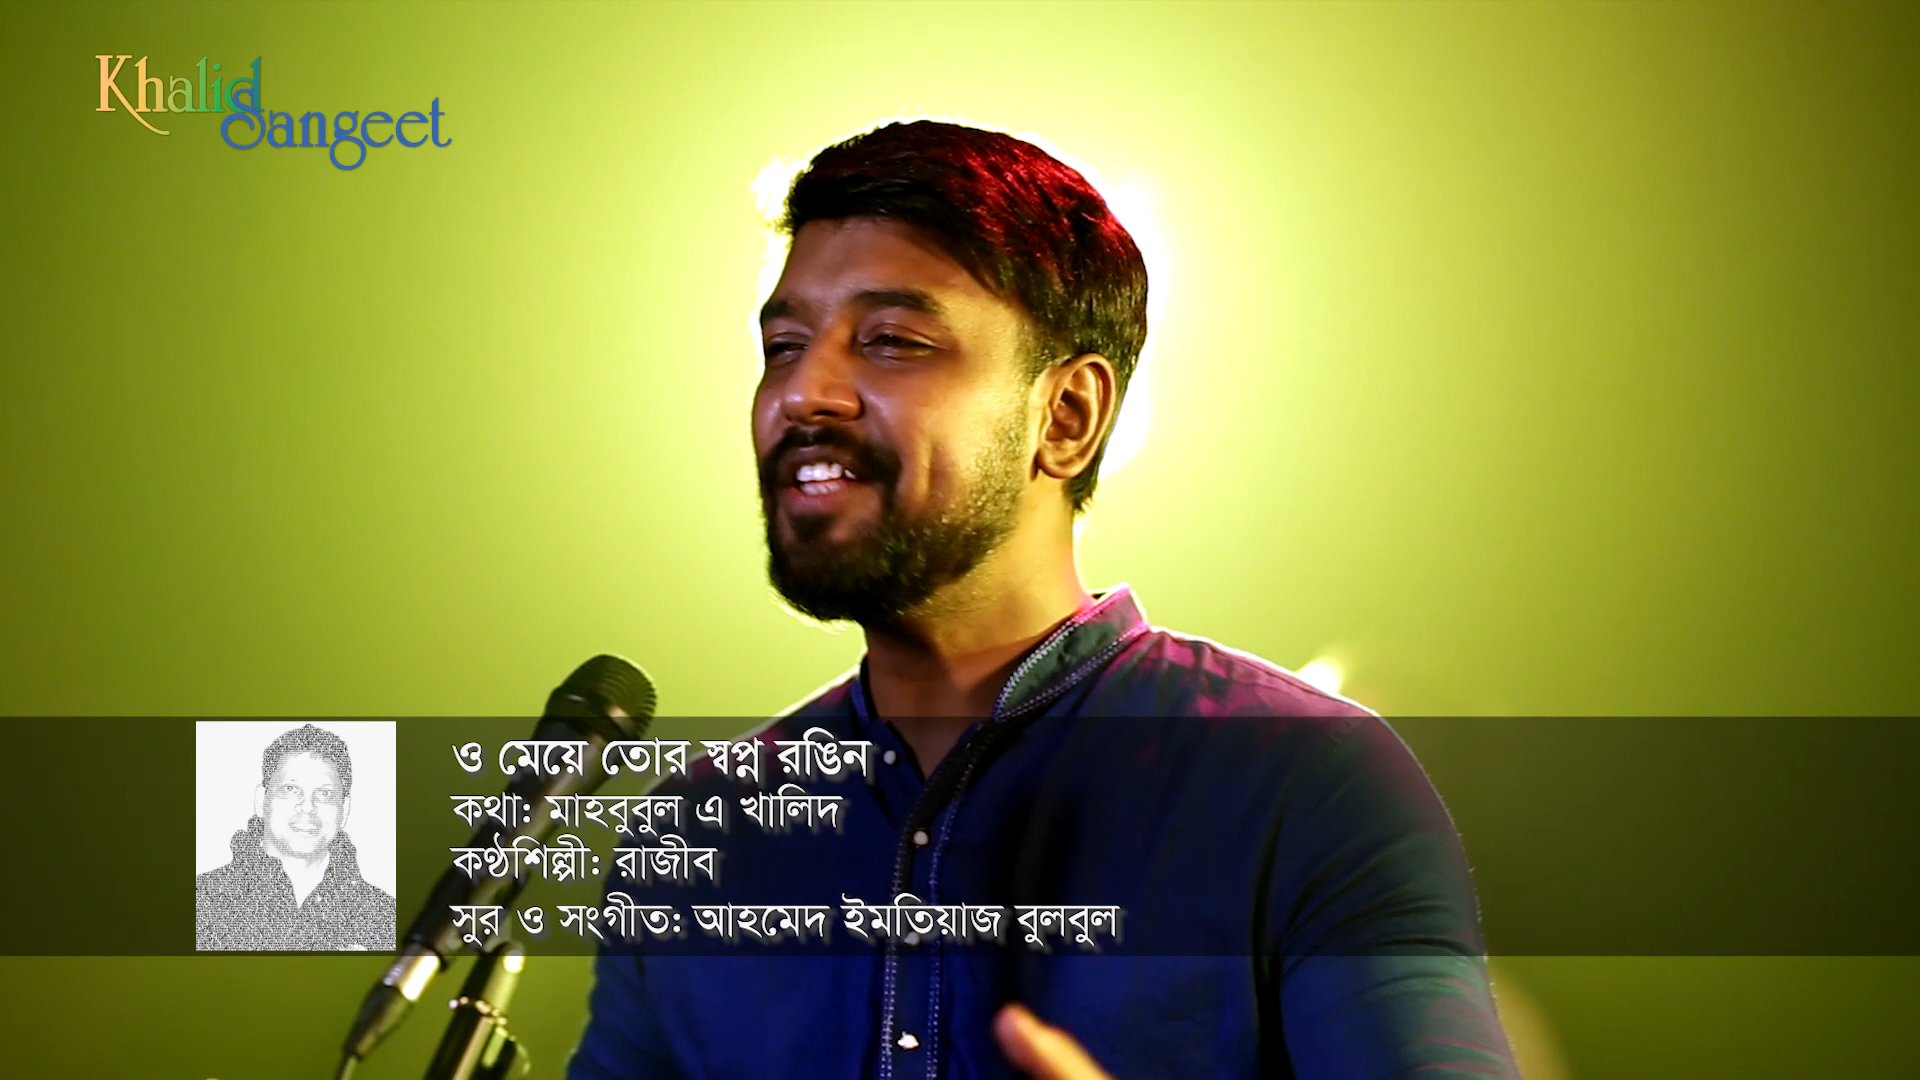 Khalid
Sangeet
ও মেয়ে তোর স্বপ্ন রঙিন
কথা: মাহবুবুল এ খালিদ
কণ্ঠশিল্পী: রাজীব
সুর ও সংগীত: আহমেদ ইমতিয়াজ বুলবুল